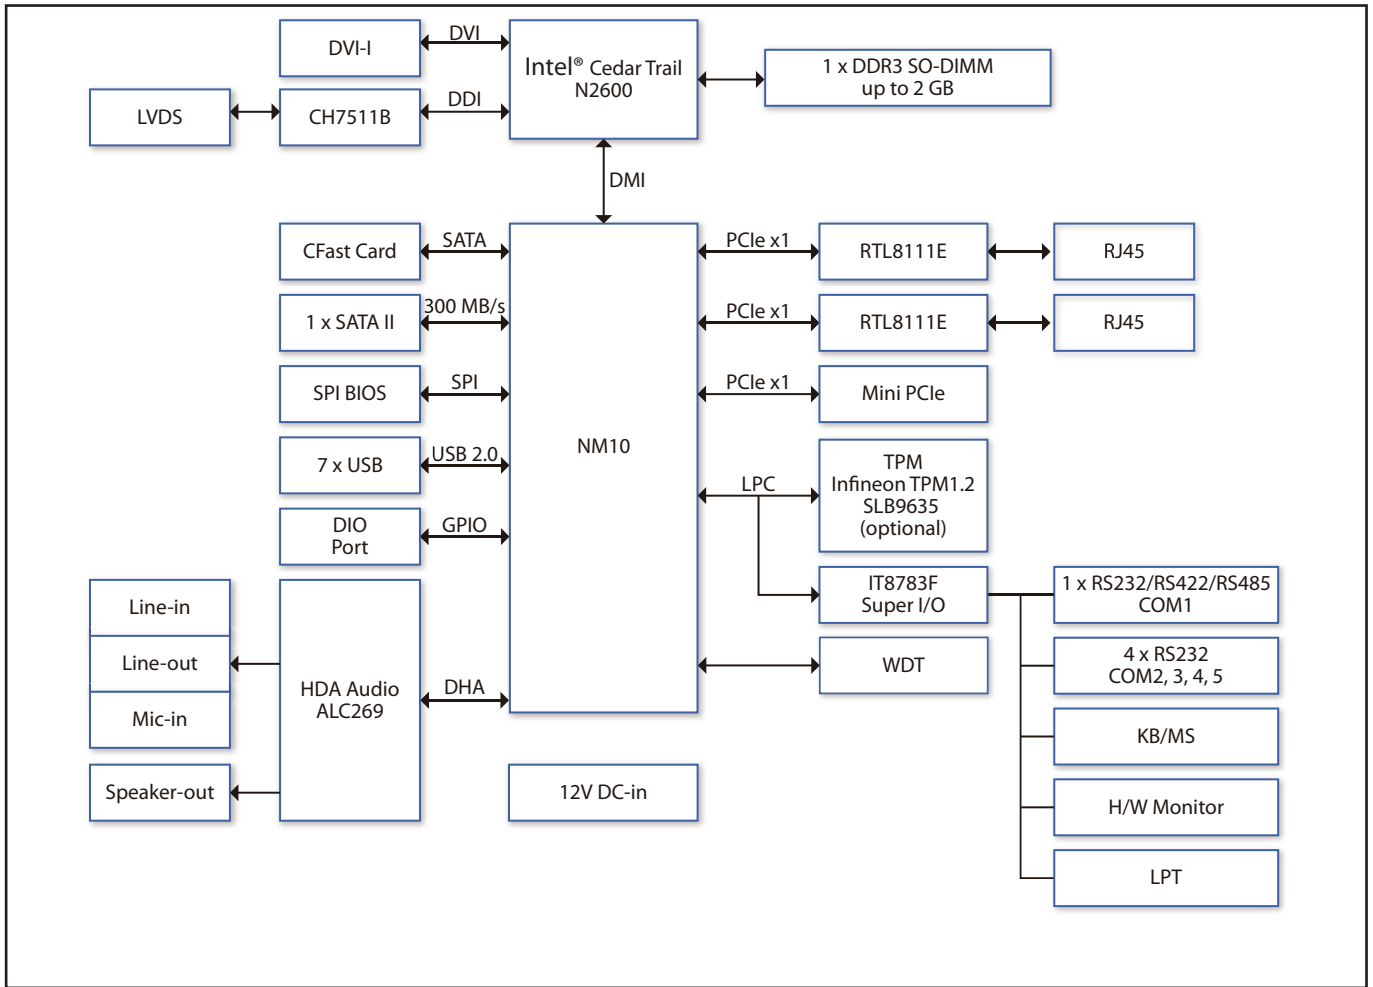 DVI-I
DVI
Intel® Cedar Trail
N2600
1 x DDR3 SO-DIMM
up to 2 GB
LVDS
CH7511B
DDI
DMI
CFast Card
SATA
PCIe x1
RTL8111E
RJ45
1 x SATA II
300 MB/s
PCIe x1
RTL8111E
RJ45
SPI BIOS
SPI
PCIe x1
Mini PCIe
NM10
7 x USB
USB 2.0
LPC
TPM
Infineon TPM1.2
SLB9635
(optional)
DIO
Port
GPIO
IT8783F
Super I/O
1 x RS232/RS422/RS485
COM1
Line-in
Line-out
Mic-in
HDA Audio
ALC269
DHA
WDT
4 x RS232
COM2, 3, 4, 5
KB/MS
Speaker-out
12V DC-in
H/W Monitor
LPT